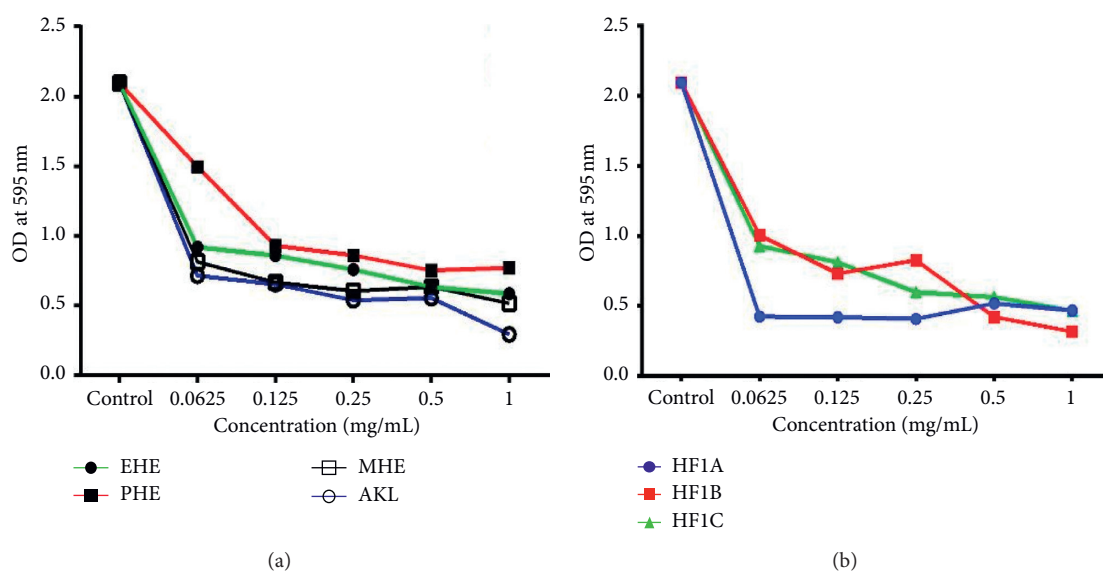 2.5
2.0
1.5
1.0
0.5
0.0
OD at 595 nm
Control 0.0625 0.125 0.25 0.5 1
Concentration (mg/mL)
EHE
PHE
MHE
AKL
(a)
2.5
2.0
1.5
1.0
0.5
0.0
OD at 595 nm
Control 0.0625 0.125 0.25 0.5 1
Concentration (mg/mL)
HF1A
HF1B
HF1C
(b)